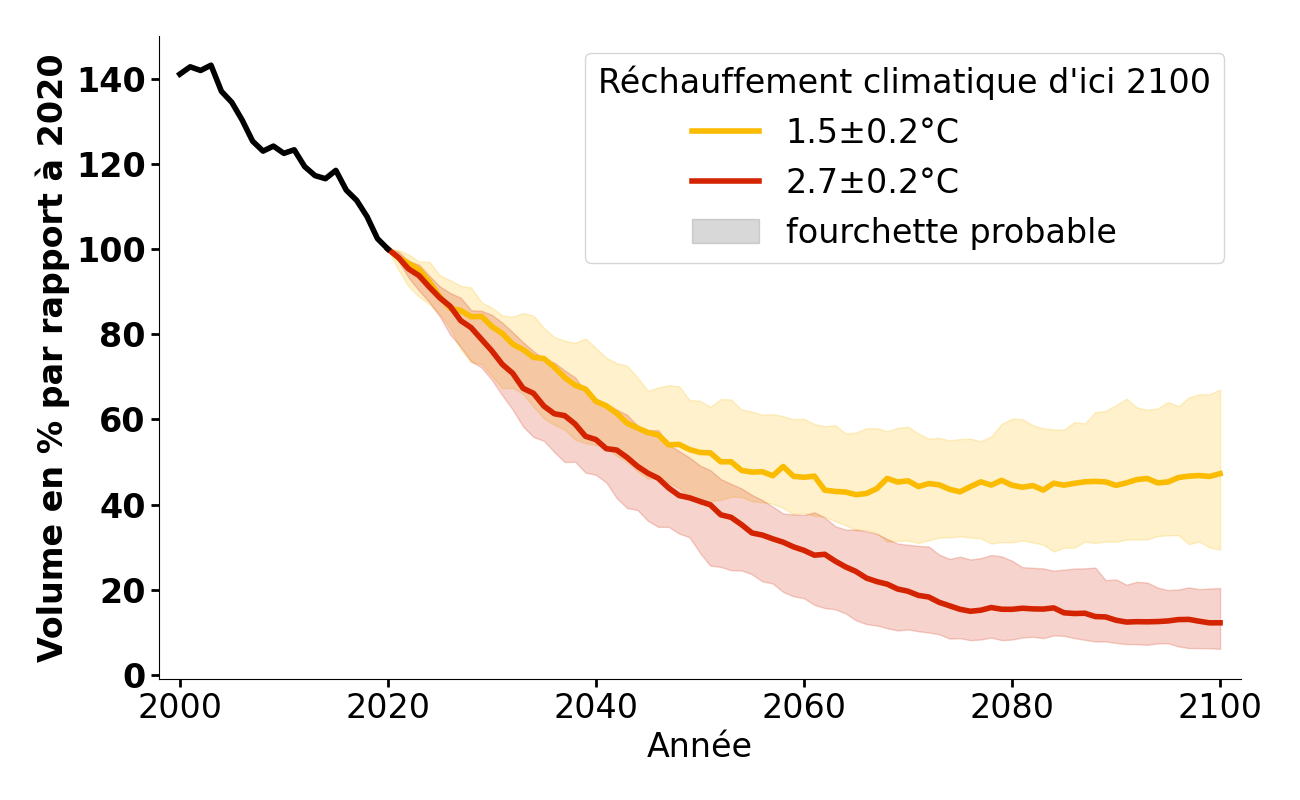 Volume en % par rapport à 2020
140
120
100
80
60
40
20
0
Réchauffement climatique d'ici 2100
1.5±0.2°C
2.7±0.2°C
fourchette probable
2000 2020 2040 2060 2080 2100
Année